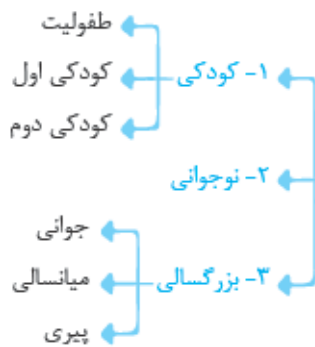 ۱- کودکی
طفولیت
کودکی اول
کودکی دوم
۲- نوجوانی
۳- بزرگسالی
جوانی
میانسالی
پیری